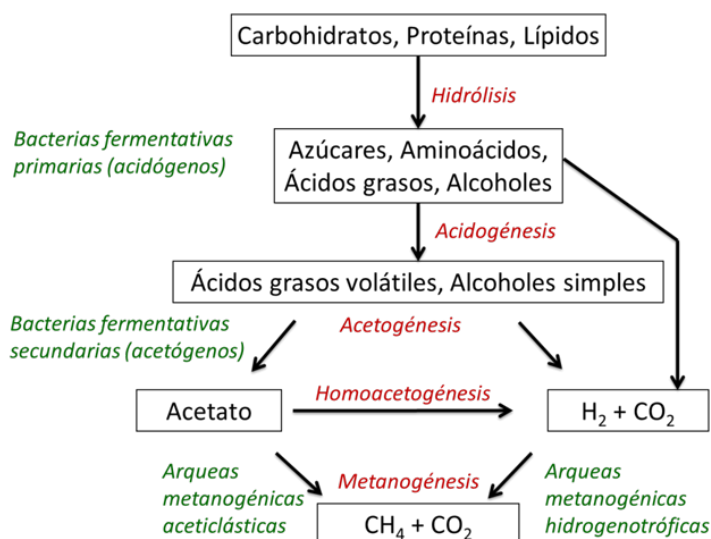 Carbohidratos, Proteínas, Lípidos
Hidrólisis
Bacterias fermentativas
primarias (acidógenos)
Azúcares, Aminoácidos,
Ácidos grasos, Alcoholes
Acidogénesis
Ácidos grasos volátiles, Alcoholes simples
Bacterias fermentativas
secundarias (acetógenos)
Acetogénesis
Homoacetogénesis
Acetato
H₂ + CO₂
Arqueas
metanogénicas
aceticlásticas
Metanogénesis
Arqueas
metanogénicas
hidrogenotróficas
CH₄ + CO₂